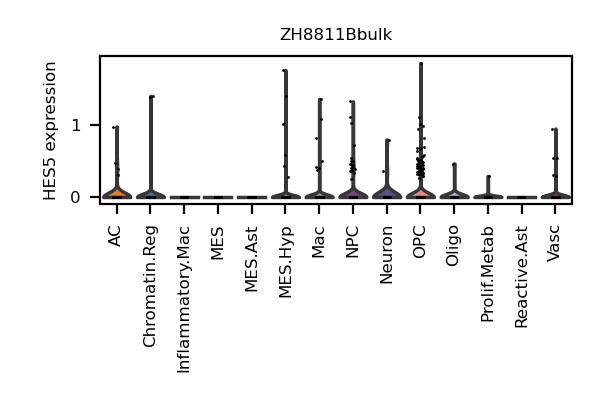 ZH8811Bbulk
HES5 expression
1
0
AC
Chromatin.Reg
Inflammatory.Mac
MES
MES.Ast
MES.Hyp
Mac
NPC
Neuron
OPC
Oligo
Prolif.Metab
Reactive.Ast
Vasc